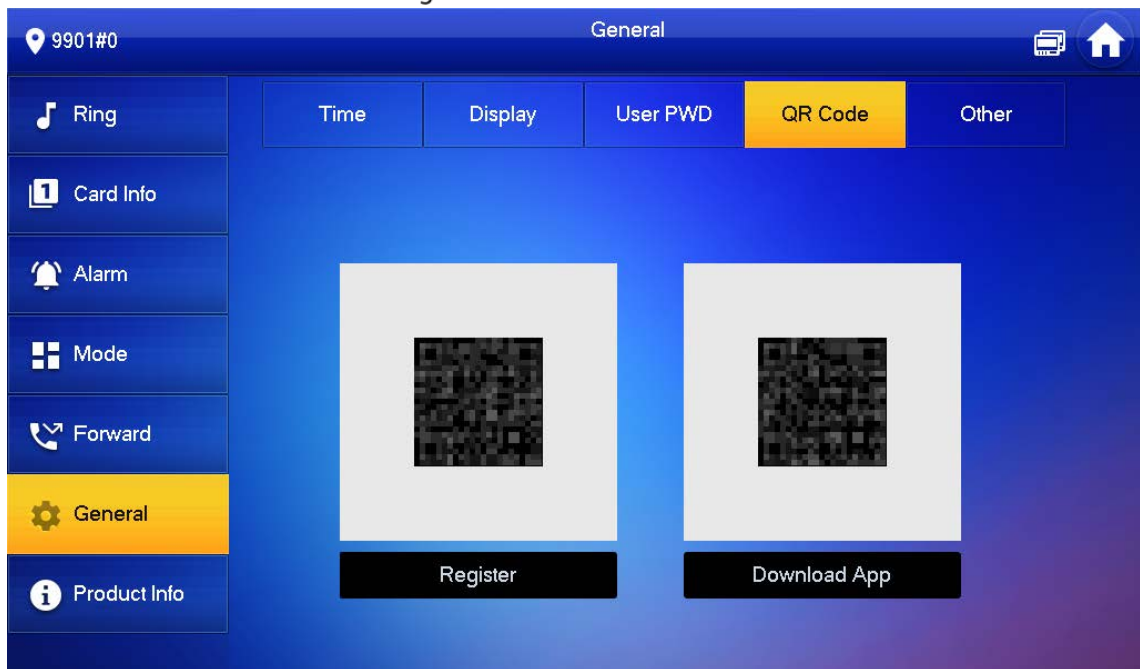 9901#0
General
Ring
Card Info
Alarm
Mode
Forward
General
Product Info
Time
Display
User PWD
QR Code
Other
Register
Download App